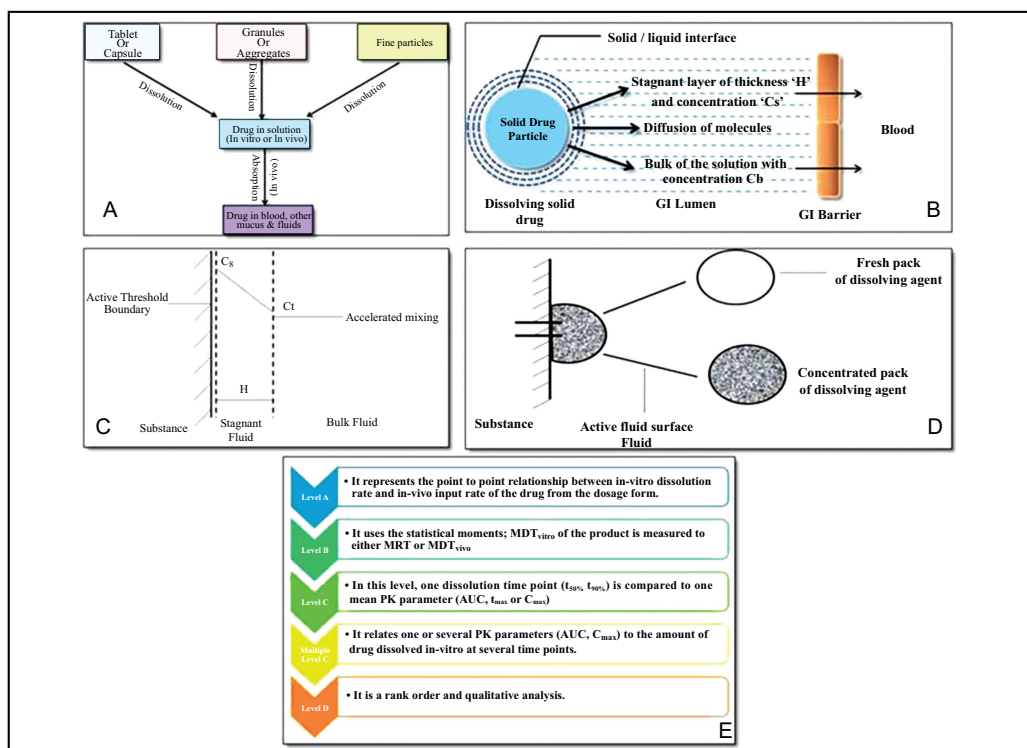 Tablet
Or
Capsule
Granules
Or
Aggregates
Fine particles
Dissolution
Dissolution
Dissolution
Drug in solution
(In vitro or In vivo)
Absorption
(In vivo)
Drug in blood, other
mucus & fluids
A
Solid / liquid interface
Stagnant layer of thickness ‘H’
and concentration ‘Cs’
Solid Drug
Particle
Diffusion of molecules
Blood
Bulk of the solution with
concentration Cb
Dissolving solid
drug
GI Lumen
GI Barrier
B
C8
Active Threshold
Boundary
Ct
Accelerated mixing
H
C
Substance
Stagnant
Fluid
Bulk Fluid
Fresh pack
of dissolving agent
Concentrated pack
of dissolving agent
Substance
Active fluid surface
Fluid
D
Level A
• It represents the point to point relationship between in-vitro dissolution
rate and in-vivo input rate of the drug from the dosage form.
Level B
• It uses the statistical moments; MDTvitro of the product is measured to
either MRT or MDTvivo
Level C
• In this level, one dissolution time point (t50% t90%) is compared to one
mean PK parameter (AUC, tmax or Cmax)
Multiple
Level C
• It relates one or several PK parameters (AUC, Cmax) to the amount of
drug dissolved in-vitro at several time points.
Level D
• It is a rank order and qualitative analysis.
E